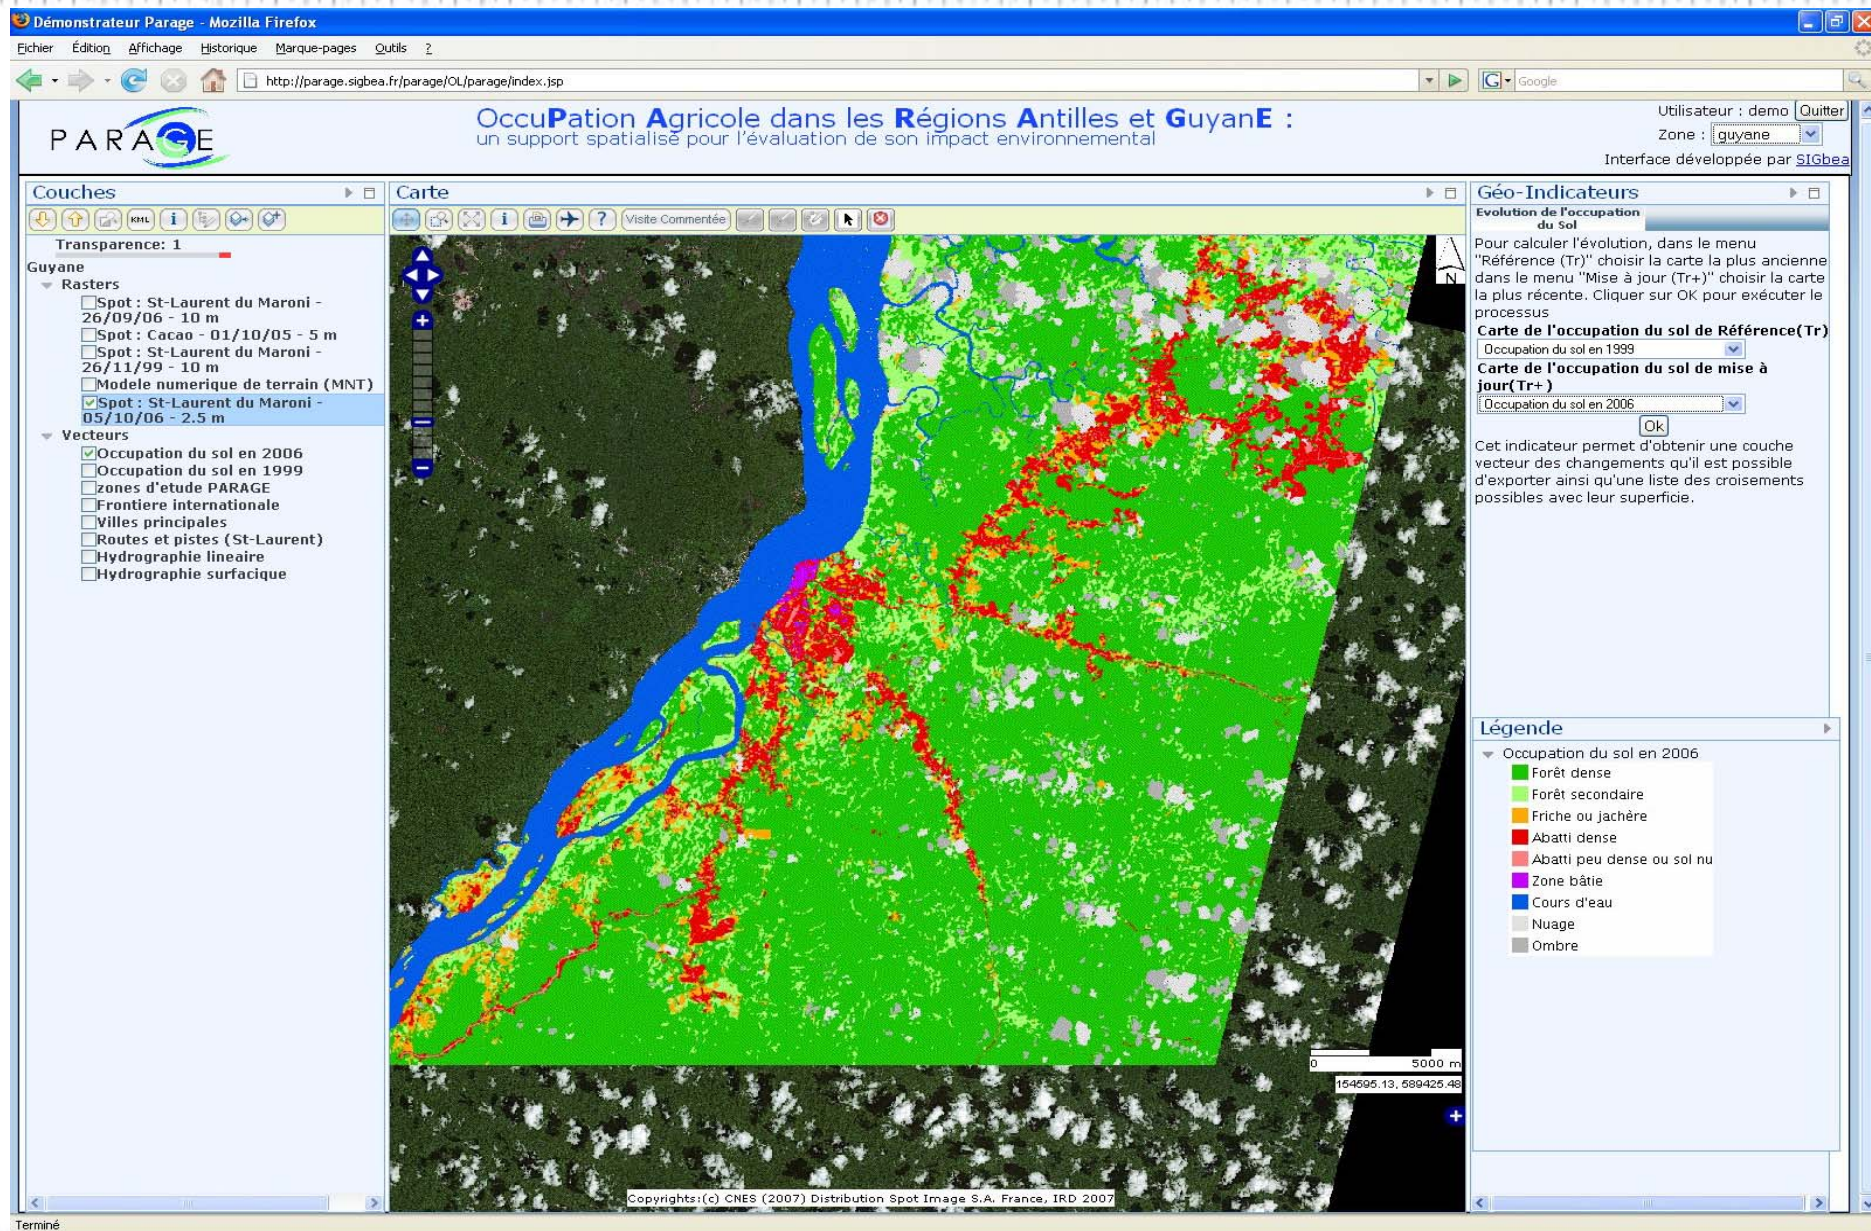 Démonstrateur Parage - Mozilla Firefox
Fichier Édition Affichage Historique Marque-pages Outils ?
http://parage.sigbea.fr/parage/OL/parage/index.jsp
G Google
PARAGE
OccuPation Agricole dans les Régions Antilles et GuyanE :
un support spatialisé pour l'évaluation de son impact environnemental
Utilisateur : demo Quitter
Zone : guyane
Interface développée par SIGbea
Couches
KML i
Transparence: 1
Guyane
Rasters
Spot : St-Laurent du Maroni -
26/09/06 - 10 m
Spot : Cacao - 01/10/05 - 5 m
Spot : St-Laurent du Maroni -
26/11/99 - 10 m
Modele numerique de terrain (MNT)
Spot : St-Laurent du Maroni -
05/10/06 - 2.5 m
Vecteurs
Occupation du sol en 2006
Occupation du sol en 1999
zones d'etude PARAGE
Frontiere internationale
Villes principales
Routes et pistes (St-Laurent)
Hydrographie lineaire
Hydrographie surfacique
Carte
i ? Visite Commentée
N
0 5000 m
154595.13, 589425.48
Copyrights:(c) CNES (2007) Distribution Spot Image S.A. France, IRD 2007
Géo-Indicateurs
Evolution de l'occupation
du Sol
Pour calculer l'évolution, dans le menu
"Référence (Tr)" choisir la carte la plus ancienne
dans le menu "Mise à jour (Tr+)" choisir la carte
la plus récente. Cliquer sur OK pour exécuter le
processus
Carte de l'occupation du sol de Référence(Tr)
Occupation du sol en 1999
Carte de l'occupation du sol de mise à
jour(Tr+)
Occupation du sol en 2006
Ok
Cet indicateur permet d'obtenir une couche
vecteur des changements qu'il est possible
d'exporter ainsi qu'une liste des croisements
possibles avec leur superficie.
Légende
Occupation du sol en 2006
Forêt dense
Forêt secondaire
Friche ou jachère
Abatti dense
Abatti peu dense ou sol nu
Zone bâtie
Cours d'eau
Nuage
Ombre
Terminé